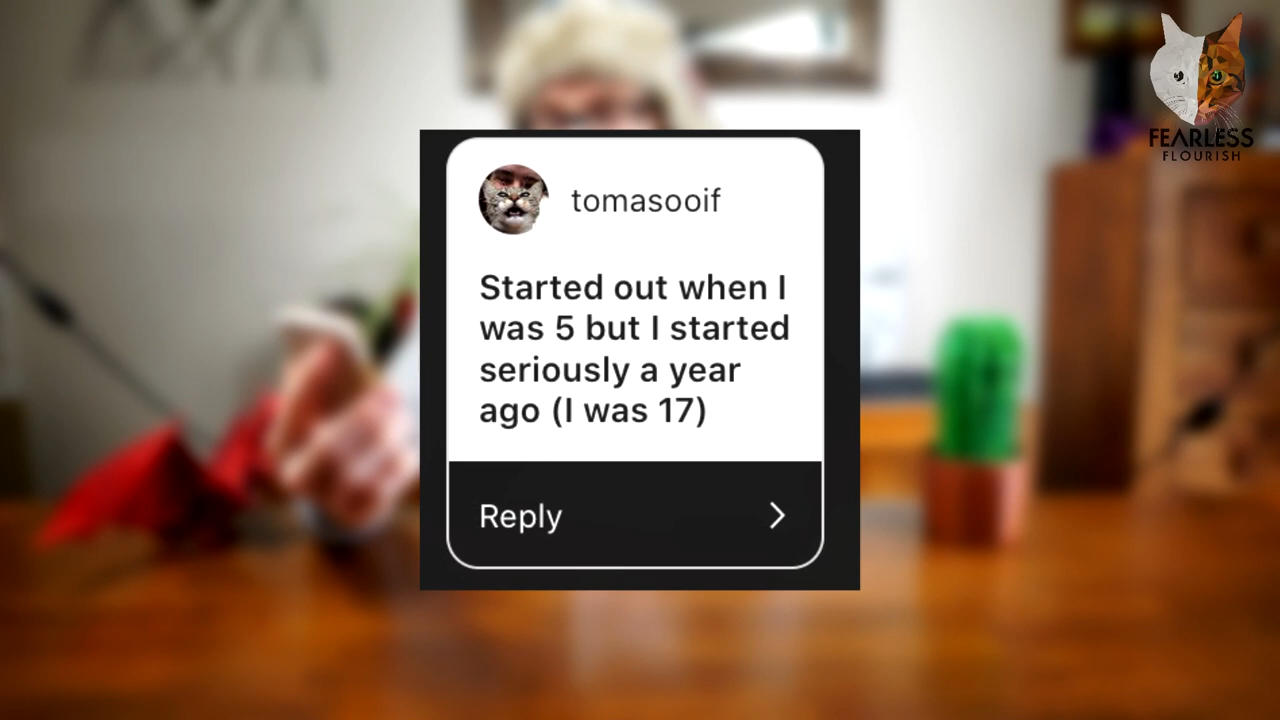 FEARLESS
FLOURISH
tomasooif
Started out when I
was 5 but I started
seriously a year
ago (I was 17)
Reply